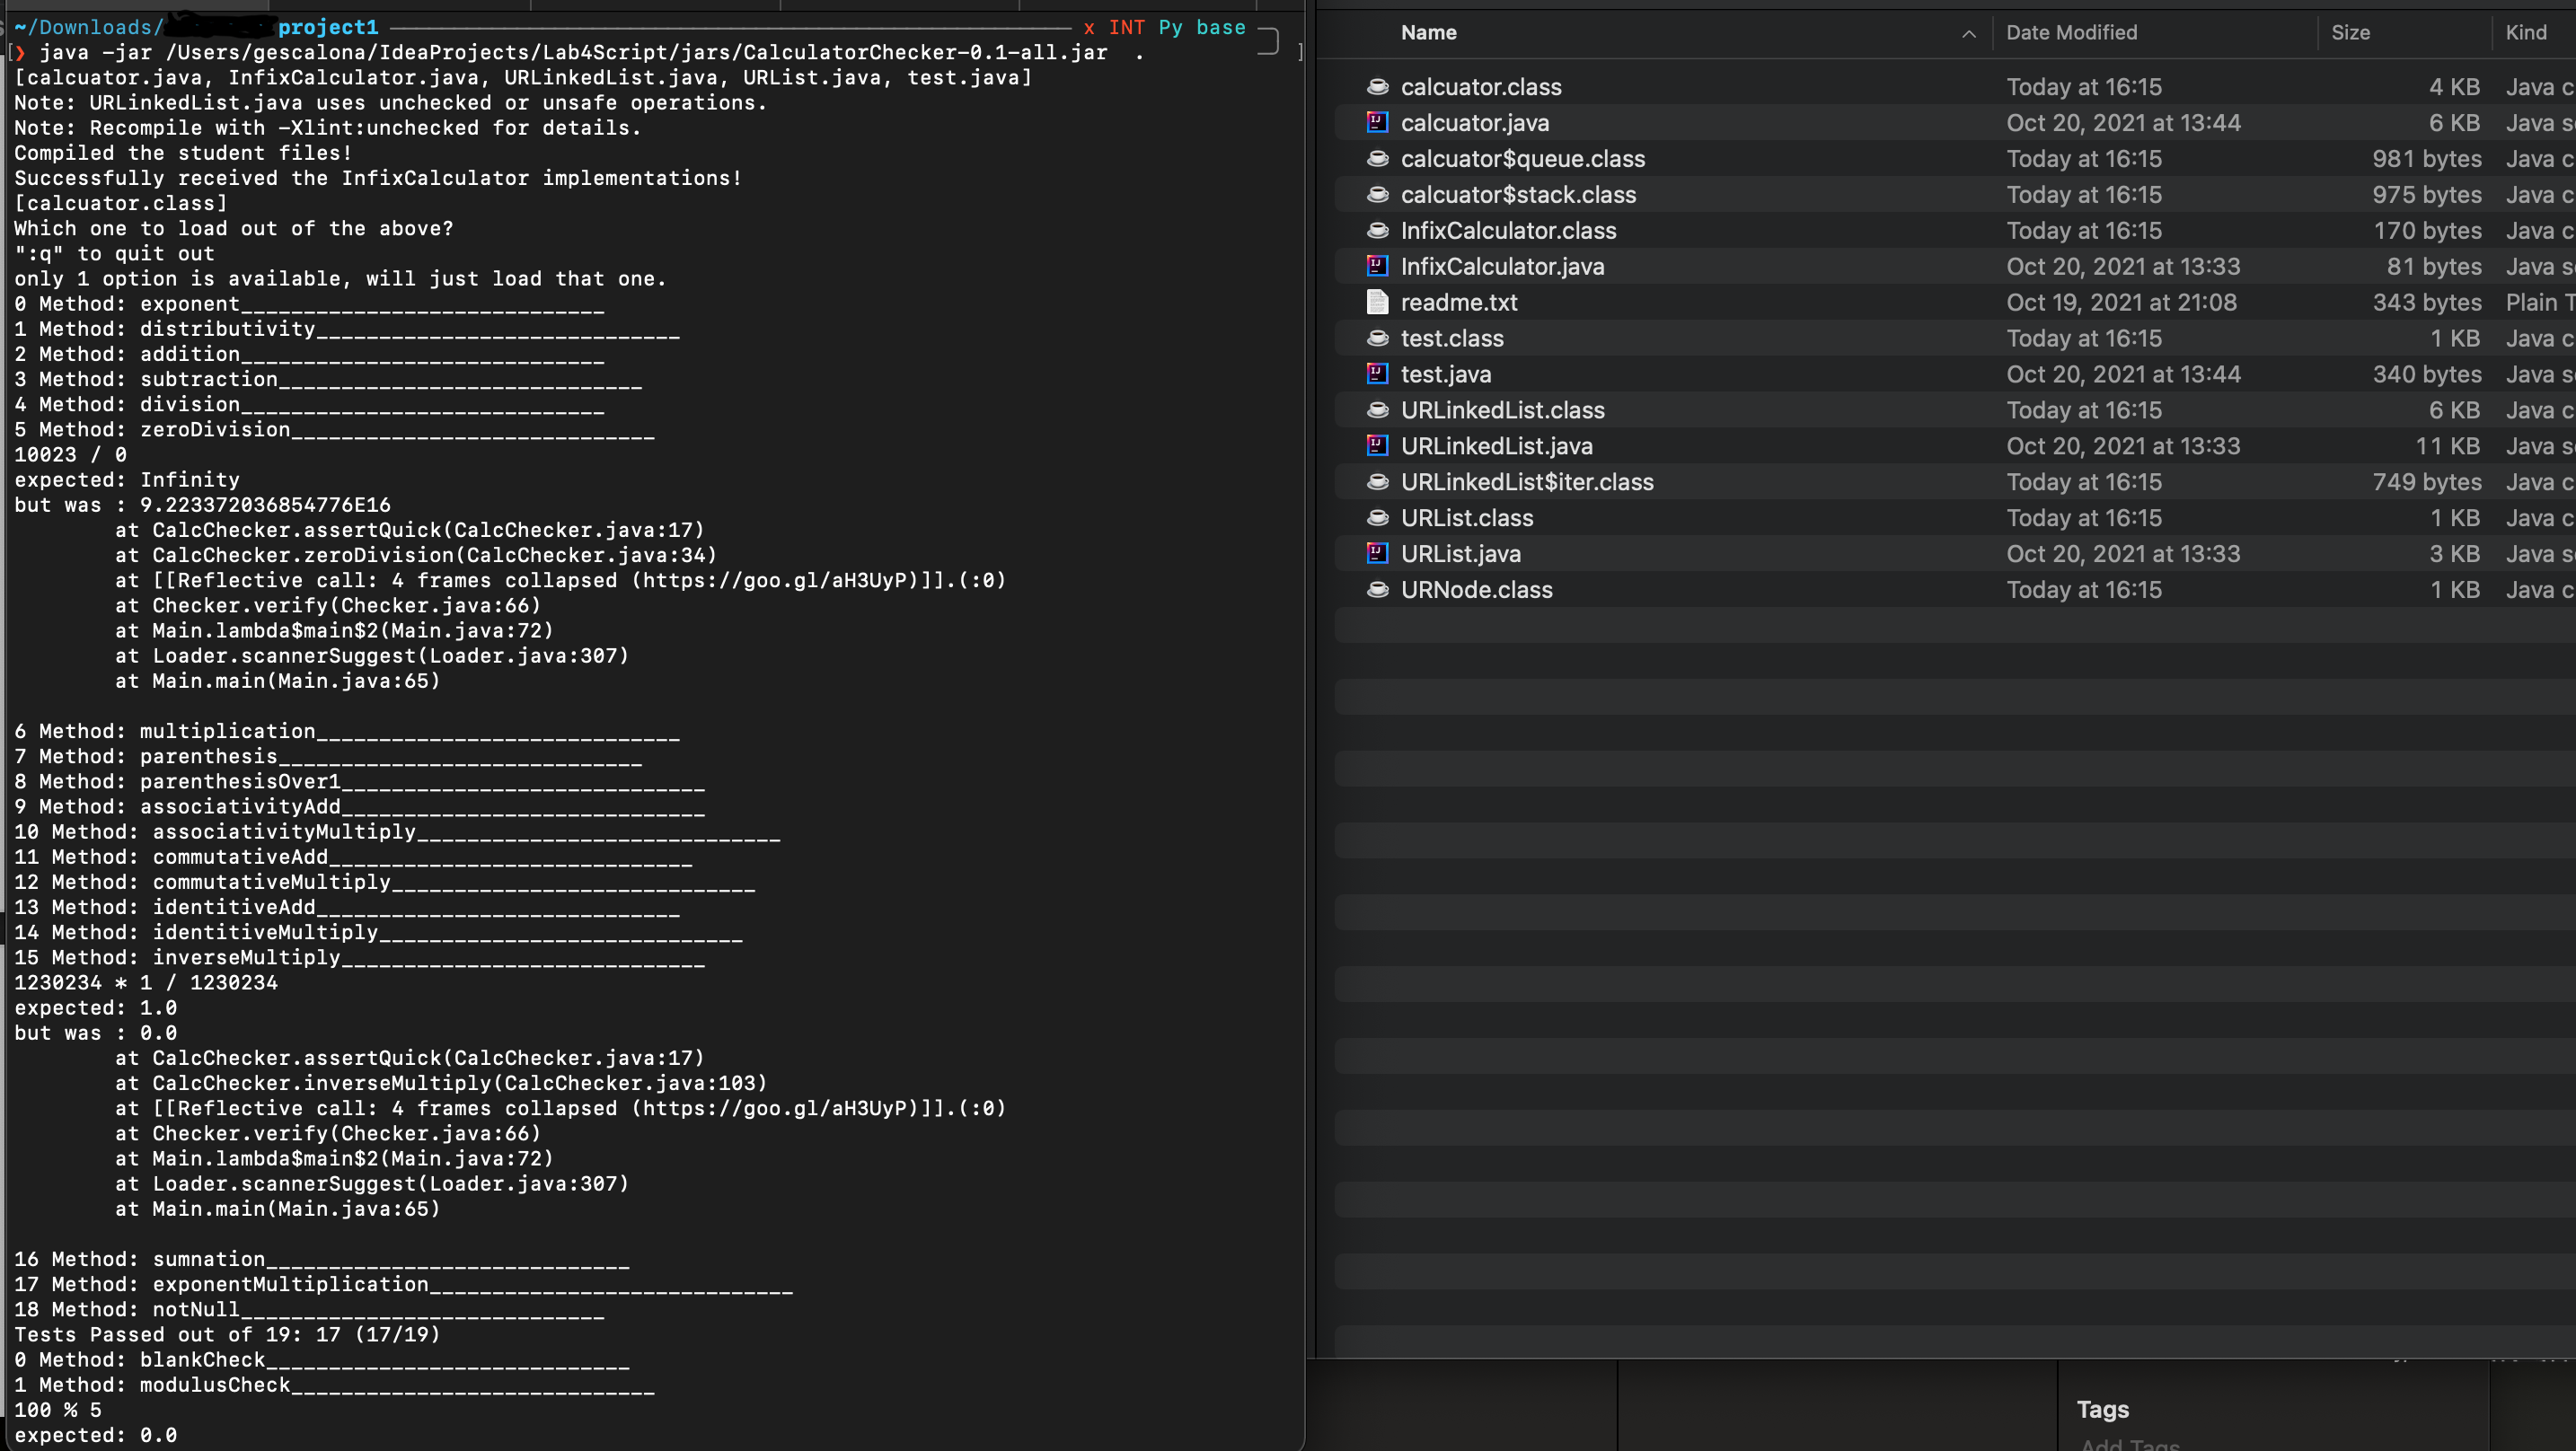 ~/Downloads/ project1 x INT Py base
❯ java -jar /Users/gescalona/IdeaProjects/Lab4Script/jars/CalculatorChecker-0.1-all.jar .
[calcuator.java, InfixCalculator.java, URLinkedList.java, URList.java, test.java]
Note: URLinkedList.java uses unchecked or unsafe operations.
Note: Recompile with -Xlint:unchecked for details.
Compiled the student files!
Successfully received the InfixCalculator implementations!
[calcuator.class]
Which one to load out of the above?
":q" to quit out
only 1 option is available, will just load that one.
0 Method: exponent_____________________________
1 Method: distributivity_____________________________
2 Method: addition_____________________________
3 Method: subtraction_____________________________
4 Method: division_____________________________
5 Method: zeroDivision_____________________________
10023 / 0
expected: Infinity
but was : 9.223372036854776E16
at CalcChecker.assertQuick(CalcChecker.java:17)
at CalcChecker.zeroDivision(CalcChecker.java:34)
at [[Reflective call: 4 frames collapsed (https://goo.gl/aH3UyP)]].(:0)
at Checker.verify(Checker.java:66)
at Main.lambda$main$2(Main.java:72)
at Loader.scannerSuggest(Loader.java:307)
at Main.main(Main.java:65)
6 Method: multiplication_____________________________
7 Method: parenthesis_____________________________
8 Method: parenthesisOver1_____________________________
9 Method: associativityAdd_____________________________
10 Method: associativityMultiply_____________________________
11 Method: commutativeAdd_____________________________
12 Method: commutativeMultiply_____________________________
13 Method: identitiveAdd_____________________________
14 Method: identitiveMultiply_____________________________
15 Method: inverseMultiply_____________________________
1230234 * 1 / 1230234
expected: 1.0
but was : 0.0
at CalcChecker.assertQuick(CalcChecker.java:17)
at CalcChecker.inverseMultiply(CalcChecker.java:103)
at [[Reflective call: 4 frames collapsed (https://goo.gl/aH3UyP)]].(:0)
at Checker.verify(Checker.java:66)
at Main.lambda$main$2(Main.java:72)
at Loader.scannerSuggest(Loader.java:307)
at Main.main(Main.java:65)
16 Method: sumnation_____________________________
17 Method: exponentMultiplication_____________________________
18 Method: notNull_____________________________
Tests Passed out of 19: 17 (17/19)
0 Method: blankCheck_____________________________
1 Method: modulusCheck_____________________________
100 % 5
expected: 0.0
Name Date Modified Size Kind
calcuator.class Today at 16:15 4 KB Java c
calcuator.java Oct 20, 2021 at 13:44 6 KB Java s
calcuator$queue.class Today at 16:15 981 bytes Java c
calcuator$stack.class Today at 16:15 975 bytes Java c
InfixCalculator.class Today at 16:15 170 bytes Java c
InfixCalculator.java Oct 20, 2021 at 13:33 81 bytes Java s
readme.txt Oct 19, 2021 at 21:08 343 bytes Plain T
test.class Today at 16:15 1 KB Java c
test.java Oct 20, 2021 at 13:44 340 bytes Java s
URLinkedList.class Today at 16:15 6 KB Java c
URLinkedList.java Oct 20, 2021 at 13:33 11 KB Java s
URLinkedList$iter.class Today at 16:15 749 bytes Java c
URList.class Today at 16:15 1 KB Java c
URList.java Oct 20, 2021 at 13:33 3 KB Java s
URNode.class Today at 16:15 1 KB Java c
Tags
Add Tags